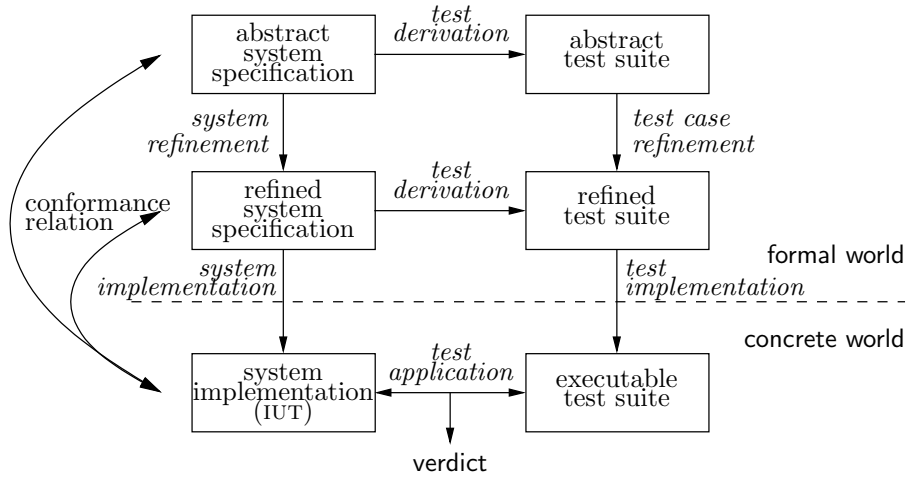 abstract
system
specification
test
derivation
abstract
test suite
system
refinement
test case
refinement
conformance
relation
refined
system
specification
test
derivation
refined
test suite
formal world
system
implementation
test
implementation
concrete world
system
implementation
(IUT)
test
application
executable
test suite
verdict